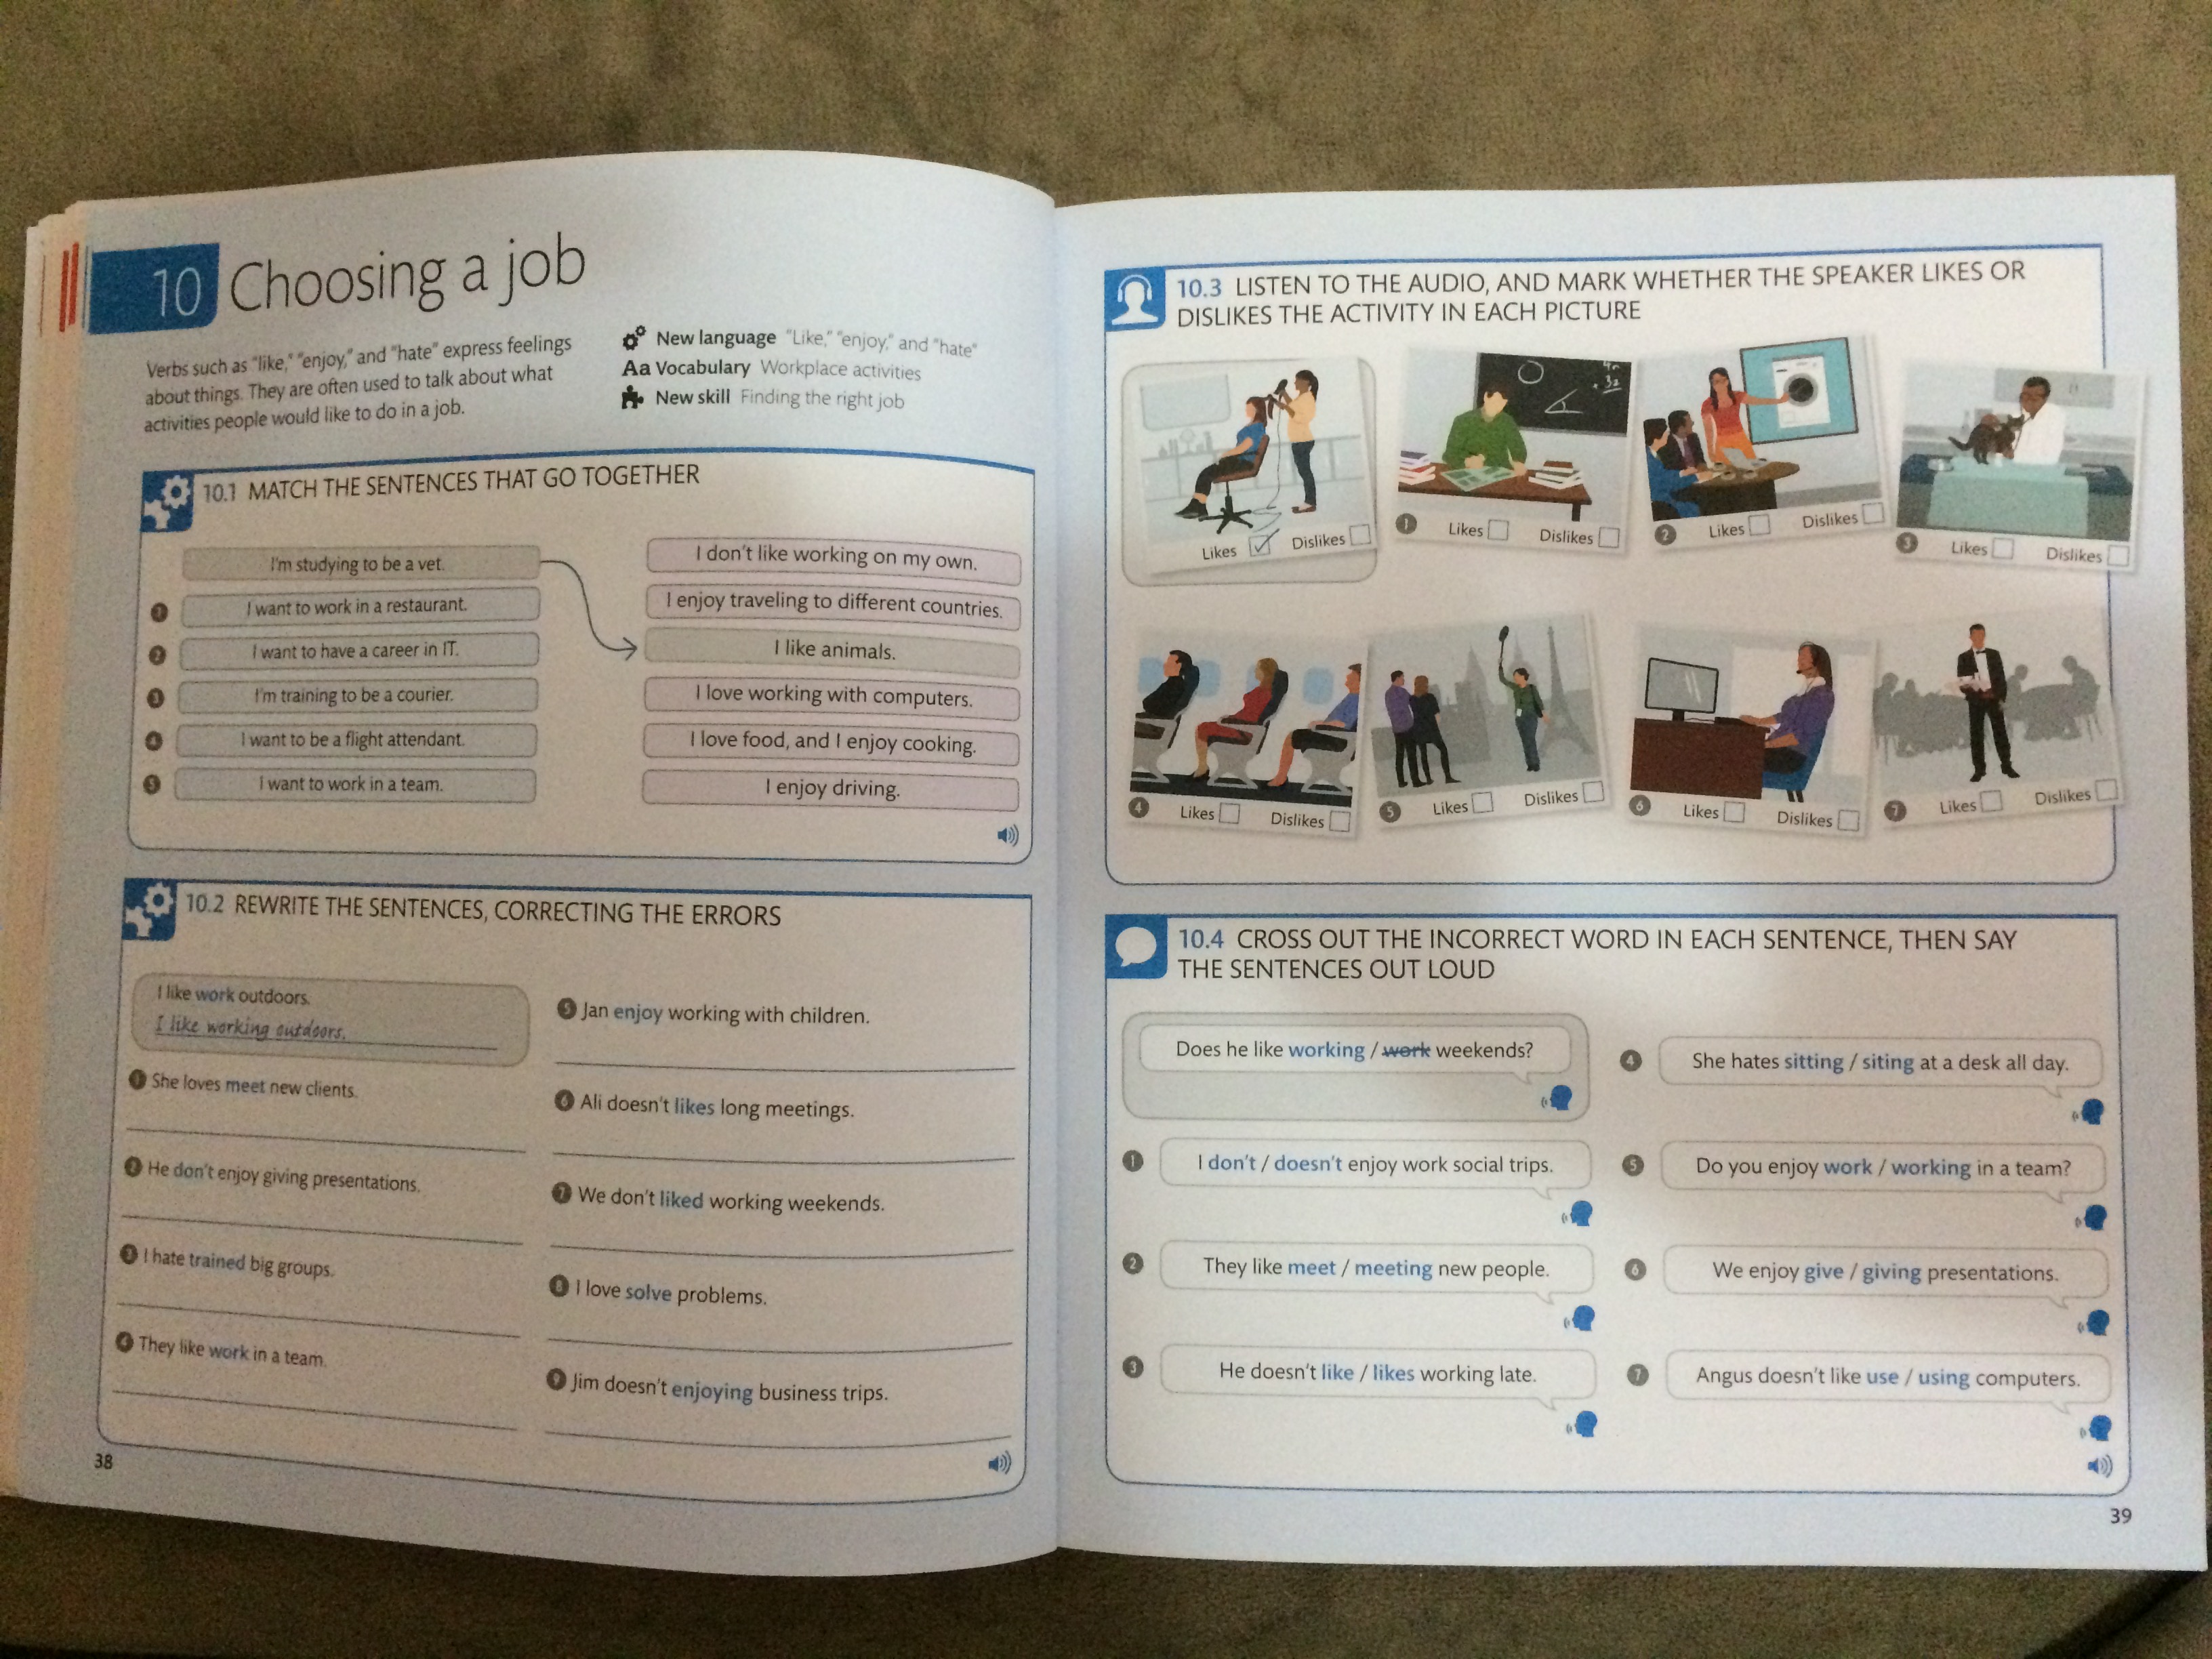 10 Choosing a job
Verbs such as "like," "enjoy," and "hate" express feelings
about things. They are often used to talk about what
activities people would like to do in a job.
New language "Like," "enjoy," and "hate"
Aa Vocabulary Workplace activities
New skill Finding the right job
10.1 MATCH THE SENTENCES THAT GO TOGETHER
I'm studying to be a vet.
1 I want to work in a restaurant.
2 I want to have a career in IT.
3 I'm training to be a courier.
4 I want to be a flight attendant.
5 I want to work in a team.
I don't like working on my own.
I enjoy traveling to different countries.
I like animals.
I love working with computers.
I love food, and I enjoy cooking.
I enjoy driving.
10.2 REWRITE THE SENTENCES, CORRECTING THE ERRORS
I like work outdoors.
I like working outdoors.
1 She loves meet new clients.
2 He don't enjoy giving presentations.
3 I hate trained big groups.
4 They like work in a team.
5 Jan enjoy working with children.
6 Ali doesn't likes long meetings.
7 We don't liked working weekends.
8 I love solve problems.
9 Jim doesn't enjoying business trips.
38
10.3 LISTEN TO THE AUDIO, AND MARK WHETHER THE SPEAKER LIKES OR
DISLIKES THE ACTIVITY IN EACH PICTURE
Likes Dislikes
1 Likes Dislikes
2 Likes Dislikes
3 Likes Dislikes
4 Likes Dislikes
5 Likes Dislikes
6 Likes Dislikes
7 Likes Dislikes
10.4 CROSS OUT THE INCORRECT WORD IN EACH SENTENCE, THEN SAY
THE SENTENCES OUT LOUD
Does he like working / work weekends?
1 I don't / doesn't enjoy work social trips.
2 They like meet / meeting new people.
3 He doesn't like / likes working late.
4 She hates sitting / siting at a desk all day.
5 Do you enjoy work / working in a team?
6 We enjoy give / giving presentations.
7 Angus doesn't like use / using computers.
39